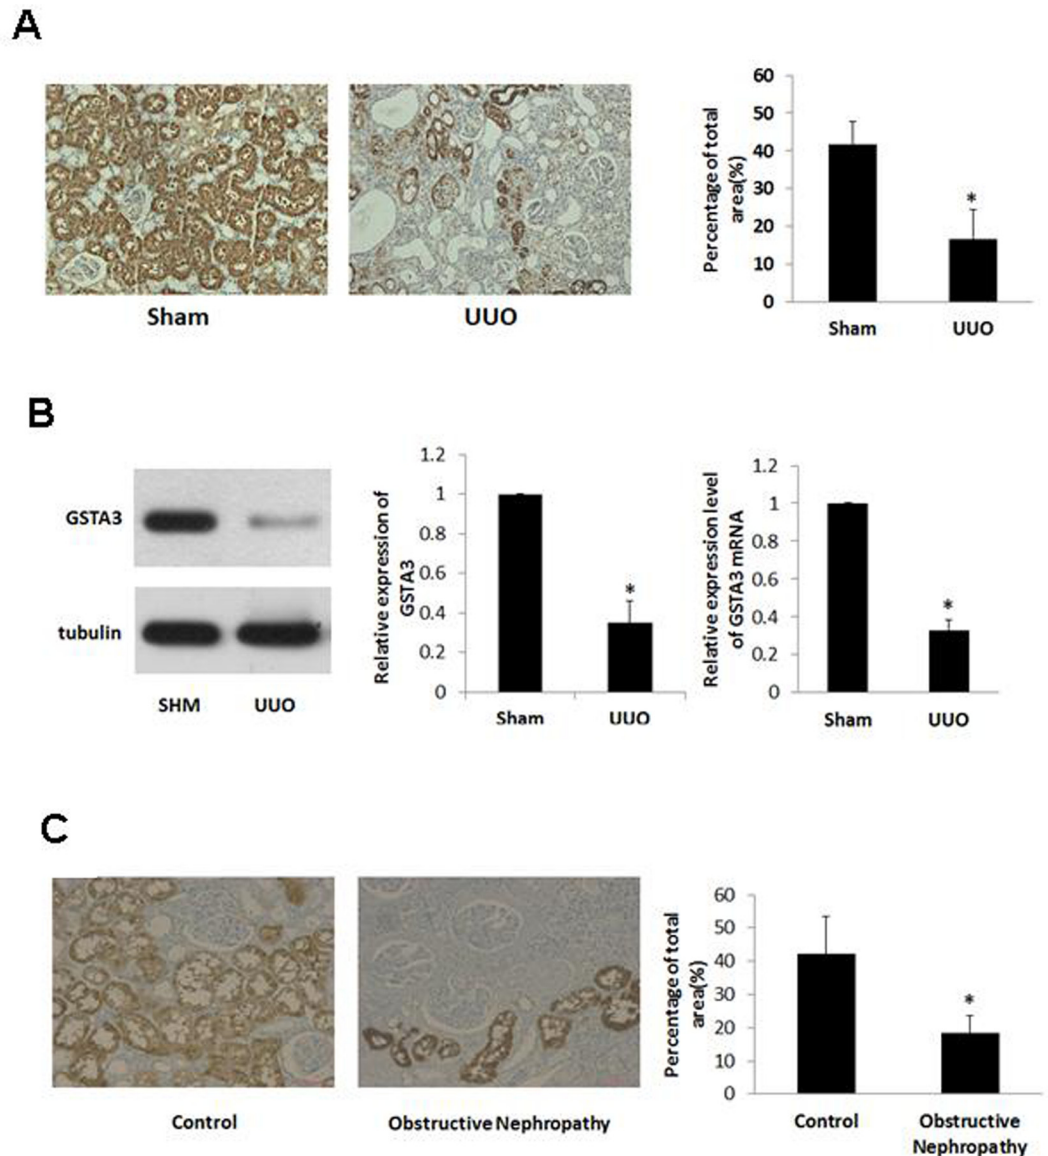 A
Sham
UUO
60
50
40
30
20
10
0
Percentage of total
area(%)
*
Sham
UUO
B
GSTA3
tubulin
SHM
UUO
1.2
1
0.8
0.6
0.4
0.2
0
Relative expression of
GSTA3
*
Sham
UUO
1.2
1
0.8
0.6
0.4
0.2
0
Relative expression level
of GSTA3 mRNA
*
Sham
UUO
C
Control
Obstructive Nephropathy
60
50
40
30
20
10
0
Percentage of total
area(%)
*
Control
Obstructive
Nephropathy